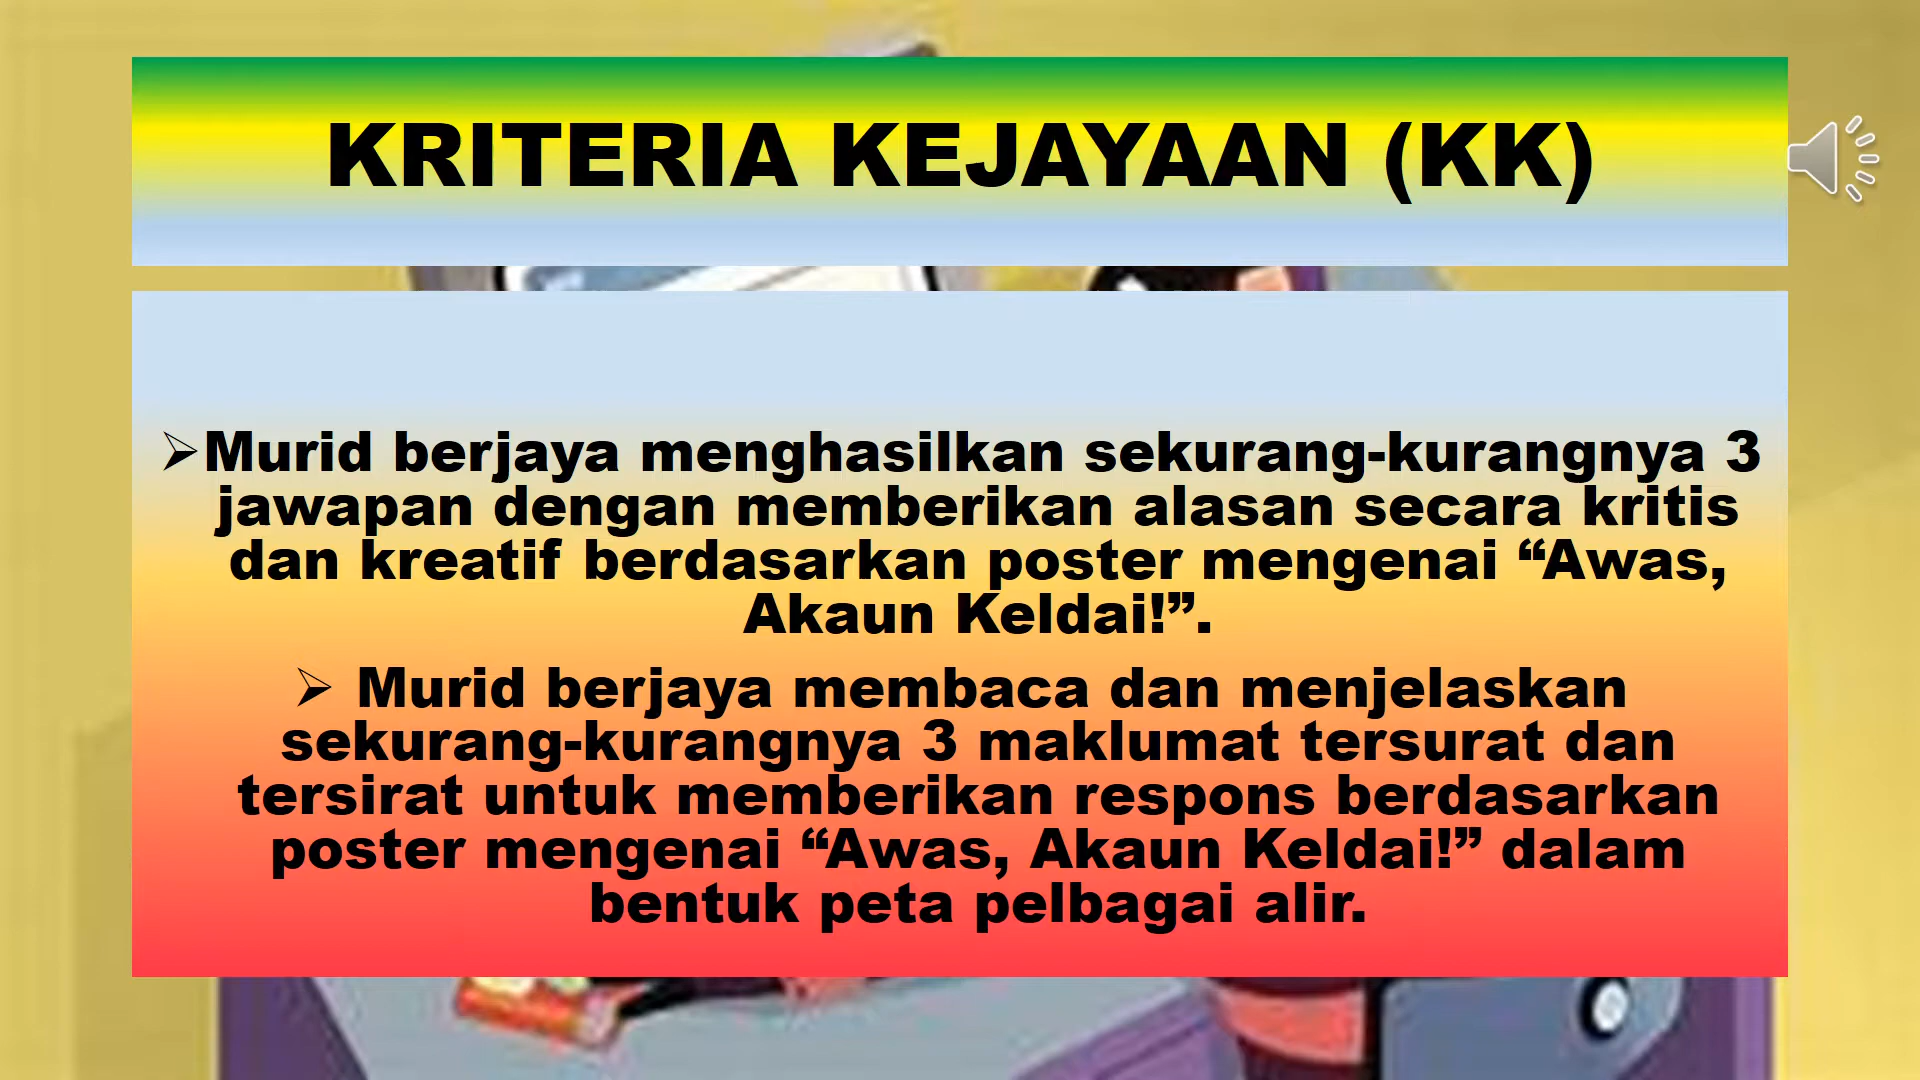 KRITERIA KEJAYAAN (KK)
➢Murid berjaya menghasilkan sekurang-kurangnya 3
jawapan dengan memberikan alasan secara kritis
dan kreatif berdasarkan poster mengenai “Awas,
Akaun Keldai!”.
➢ Murid berjaya membaca dan menjelaskan
sekurang-kurangnya 3 maklumat tersurat dan
tersirat untuk memberikan respons berdasarkan
poster mengenai “Awas, Akaun Keldai!” dalam
bentuk peta pelbagai alir.